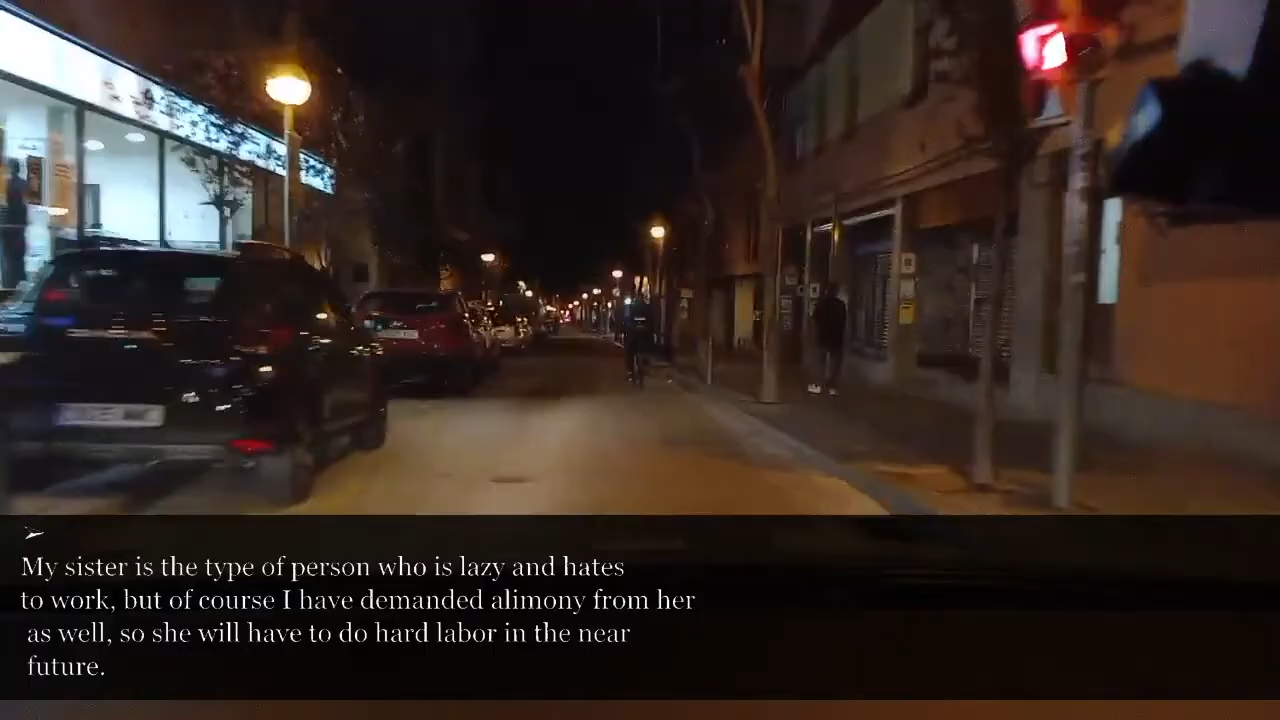 My sister is the type of person who is lazy and hates
to work, but of course I have demanded alimony from her
as well, so she will have to do hard labor in the near
future.